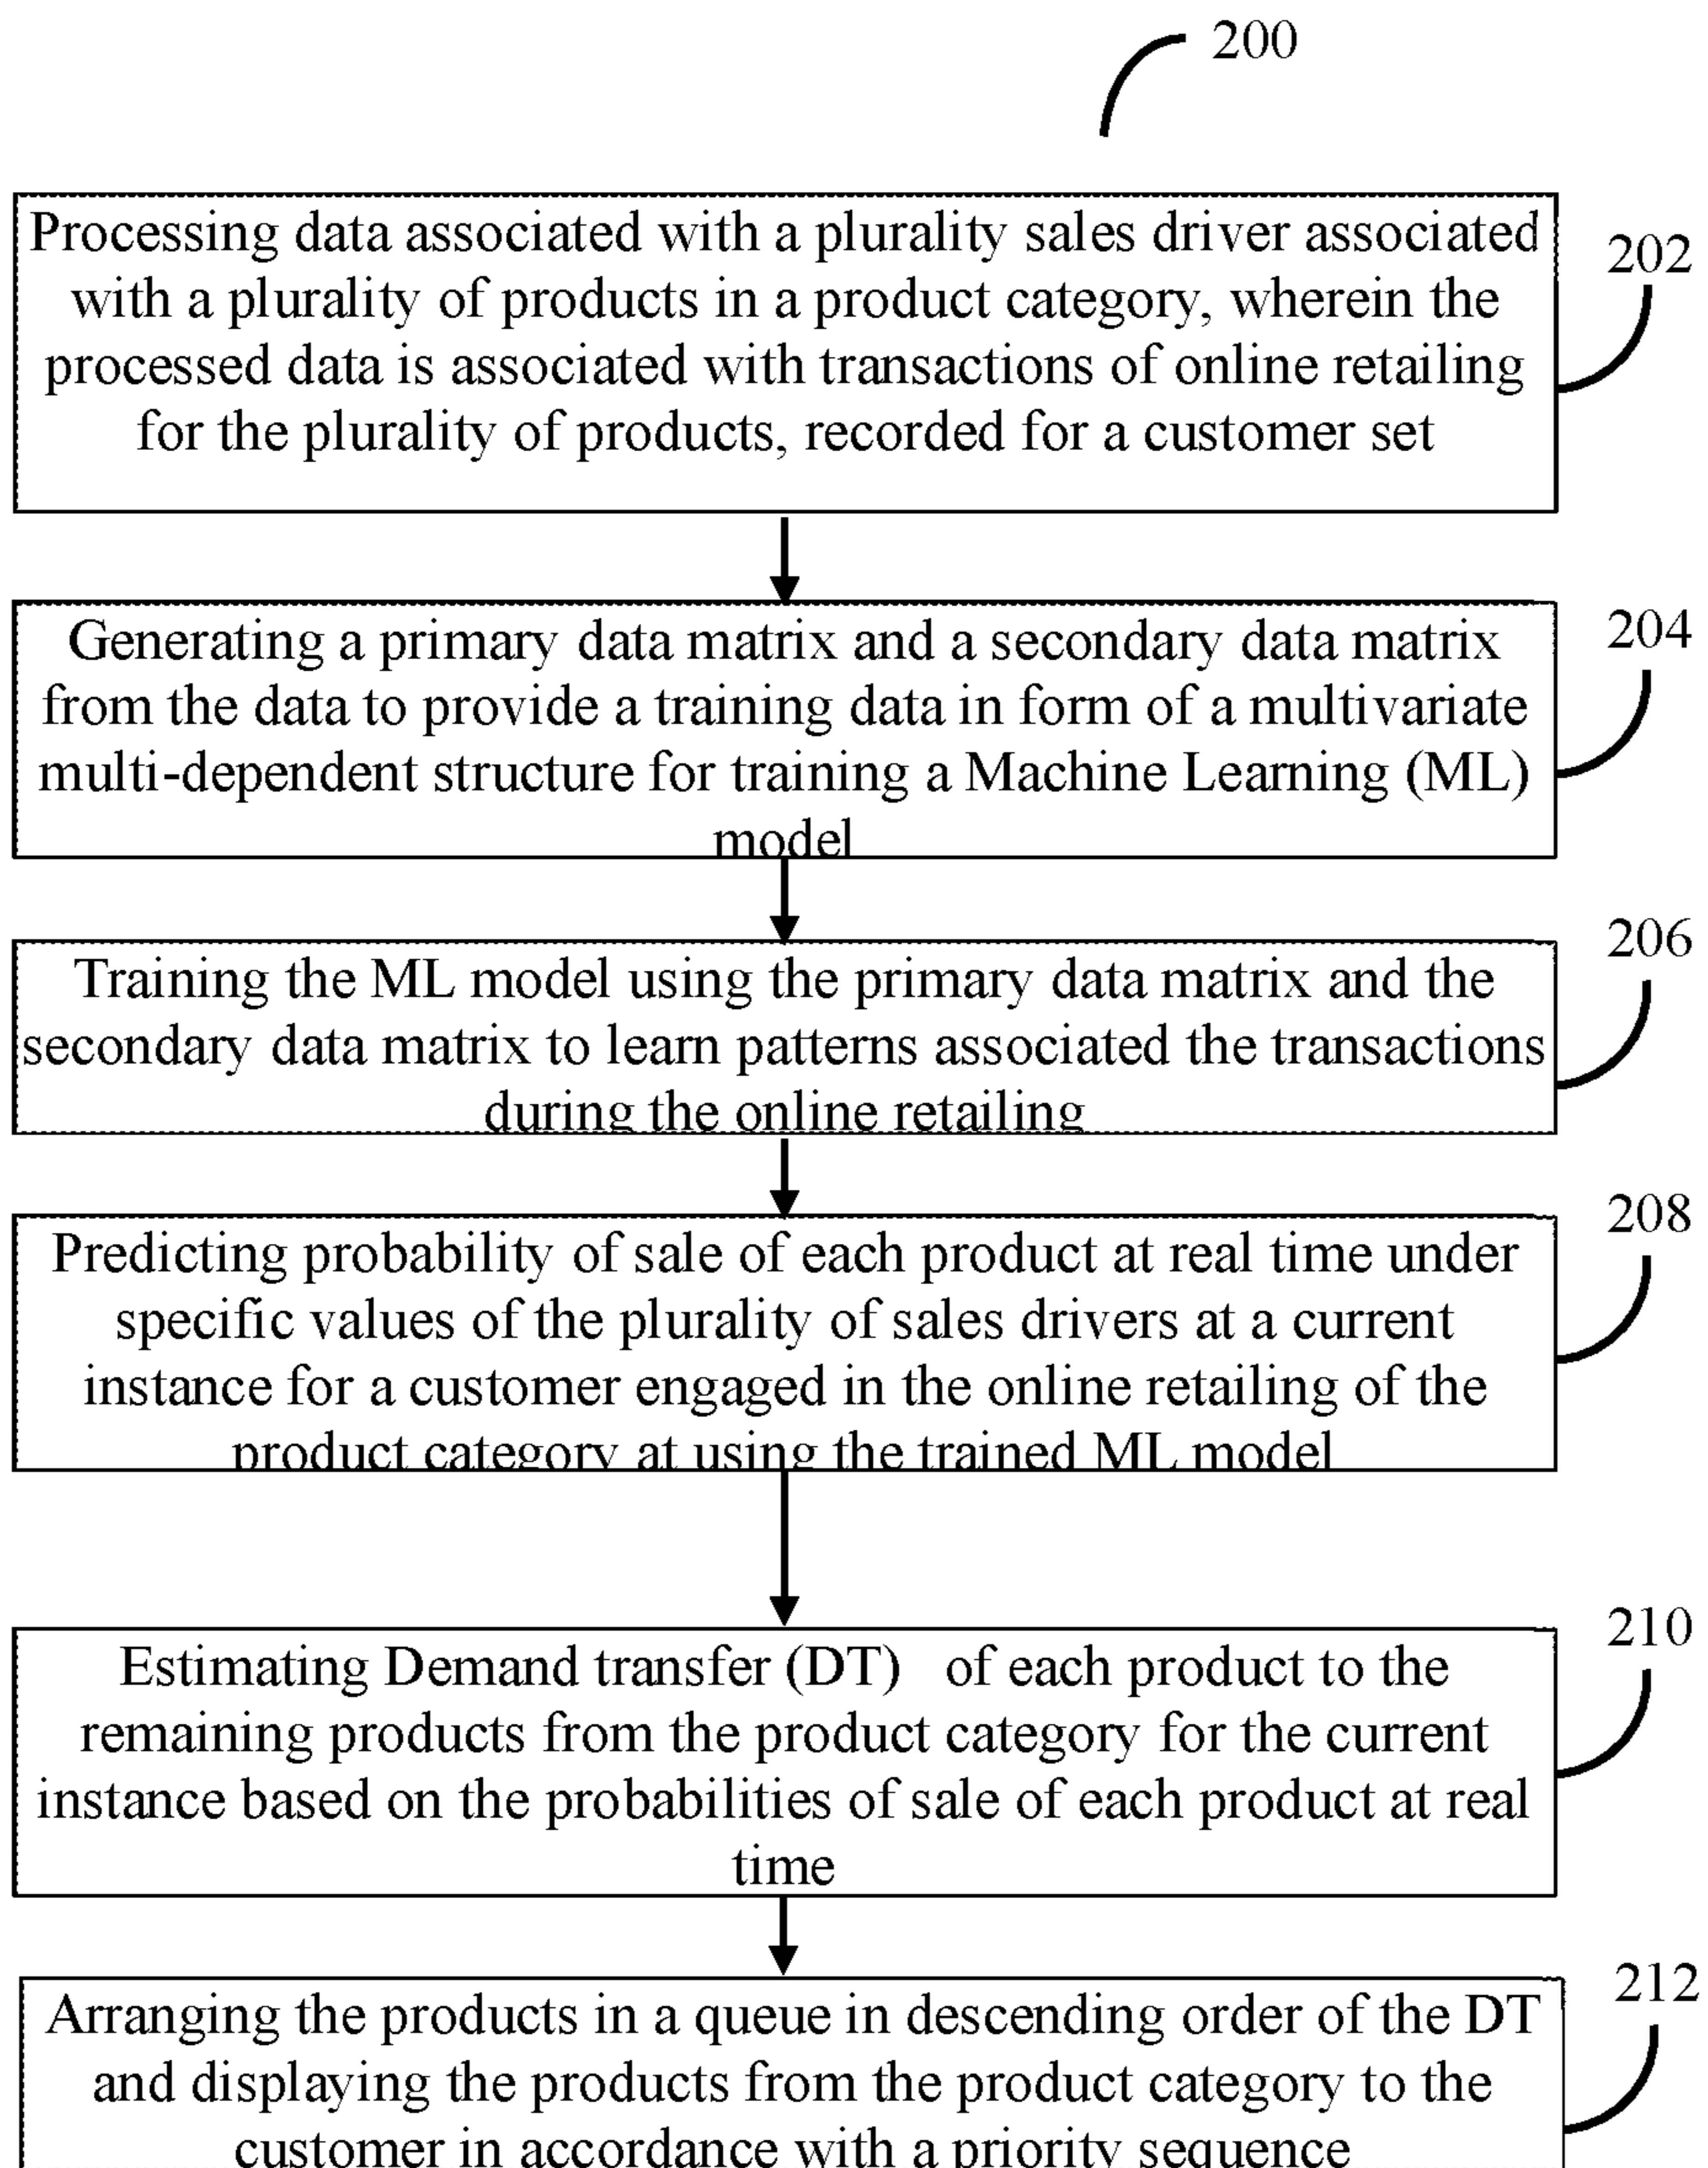 200
Processing data associated with a plurality sales driver associated
with a plurality of products in a product category, wherein the
processed data is associated with transactions of online retailing
for the plurality of products, recorded for a customer set
202
Generating a primary data matrix and a secondary data matrix
from the data to provide a training data in form of a multivariate
multi-dependent structure for training a Machine Learning (ML)
model
204
Training the ML model using the primary data matrix and the
secondary data matrix to learn patterns associated the transactions
during the online retailing
206
Predicting probability of sale of each product at real time under
specific values of the plurality of sales drivers at a current
instance for a customer engaged in the online retailing of the
product category at using the trained ML model
208
Estimating Demand transfer (DT) of each product to the
remaining products from the product category for the current
instance based on the probabilities of sale of each product at real
time
210
Arranging the products in a queue in descending order of the DT
and displaying the products from the product category to the
customer in accordance with a priority sequence
212